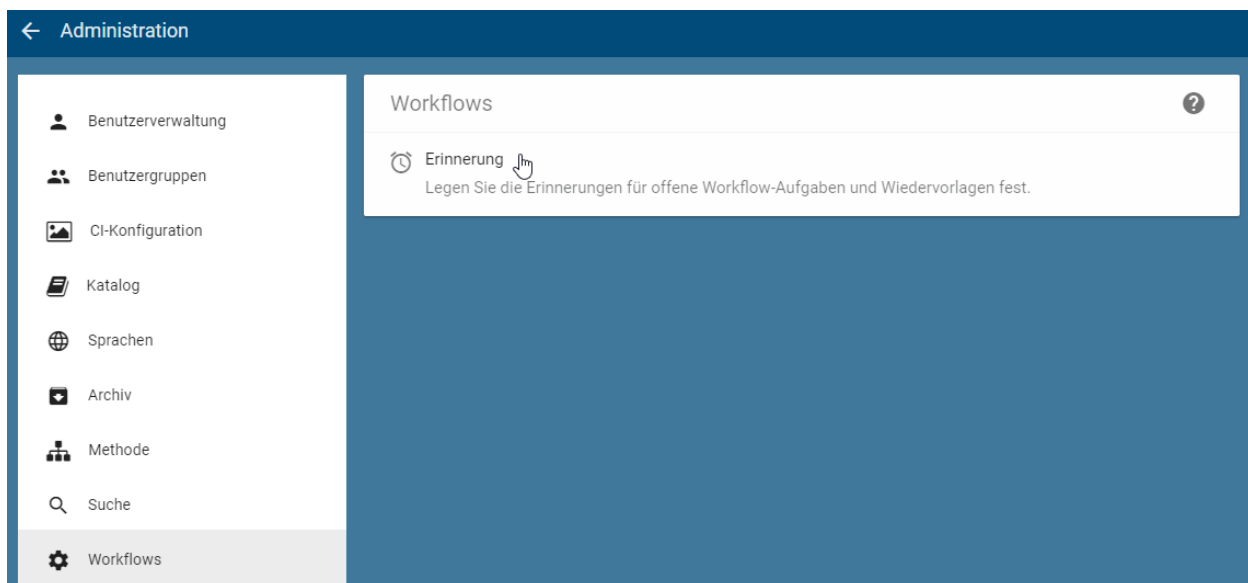 Administration
Benutzerverwaltung
Benutzergruppen
CI-Konfiguration
Katalog
Sprachen
Archiv
Methode
Suche
Workflows
Workflows
Erinnerung
Legen Sie die Erinnerungen für offene Workflow-Aufgaben und Wiedervorlagen fest.